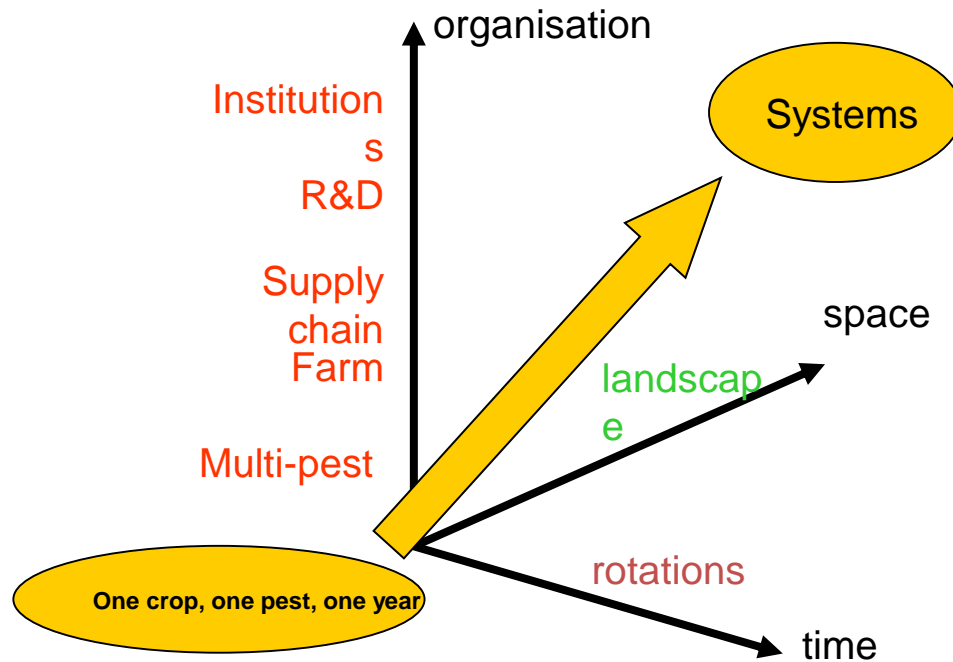 organisation
Institution
s
R&D
Systems
Supply
chain
Farm
space
landscap
e
Multi-pest
rotations
One crop, one pest, one year
time